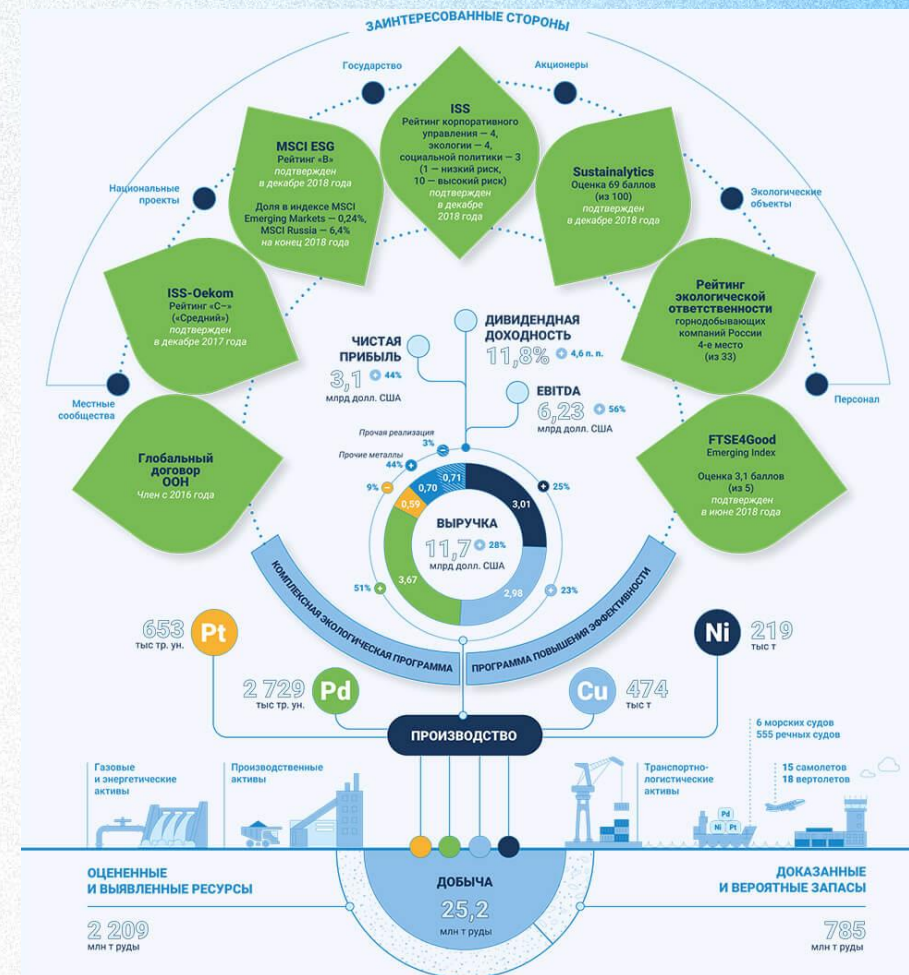 ЗАИНТЕРЕСОВАННЫЕ СТОРОНЫ
Государство
Акционеры
Национальные
проекты
Экологические
объекты
Местные
сообщества
Персонал
ISS
Рейтинг корпоративного
управления — 4,
экологии — 4,
социальной политики — 3
(1 — низкий риск,
10 — высокий риск)
подтвержден
в декабре
2018 года
MSCI ESG
Рейтинг «B»
подтвержден
в декабре 2018 года
Доля в индексе MSCI
Emerging Markets — 0,24%,
MSCI Russia — 6,4%
на конец 2018 года
Sustainalytics
Оценка 69 баллов
(из 100)
подтвержден
в декабре 2018 года
ISS-Oekom
Рейтинг «C–»
(«Средний»)
подтвержден
в декабре 2017 года
Рейтинг
экологической
ответственности
горнодобывающих
компаний России
4-е место
(из 33)
Глобальный
договор
ООН
Член с 2016 года
FTSE4Good
Emerging Index
Оценка 3,1 баллов
(из 5)
подтвержден
в июне 2018 года
ЧИСТАЯ
ПРИБЫЛЬ
3,1 + 44%
млрд долл. США
ДИВИДЕНДНАЯ
ДОХОДНОСТЬ
11,8% + 4,6 п. п.
EBITDA
6,23 + 56%
млрд долл. США
Прочая реализация
3% –
Прочие металлы
44% +
9% –
+ 25%
51% +
+ 23%
0,71
0,70
0,59
3,01
3,67
2,98
ВЫРУЧКА
11,7 + 28%
млрд долл. США
КОМПЛЕКСНАЯ ЭКОЛОГИЧЕСКАЯ ПРОГРАММА
ПРОГРАММА ПОВЫШЕНИЯ ЭФФЕКТИВНОСТИ
653
тыс тр. ун.
Pt
2 729
тыс тр. ун.
Pd
Cu
474
тыс т
Ni
219
тыс т
ПРОИЗВОДСТВО
Газовые
и энергетические
активы
Производственные
активы
Транспортно-
логистические
активы
6 морских судов
555 речных судов
15 самолетов
18 вертолетов
Pd
Ni Pt
ОЦЕНЕННЫЕ
И ВЫЯВЛЕННЫЕ РЕСУРСЫ
2 209
млн т руды
ДОБЫЧА
25,2
млн т руды
ДОКАЗАННЫЕ
И ВЕРОЯТНЫЕ ЗАПАСЫ
785
млн т руды